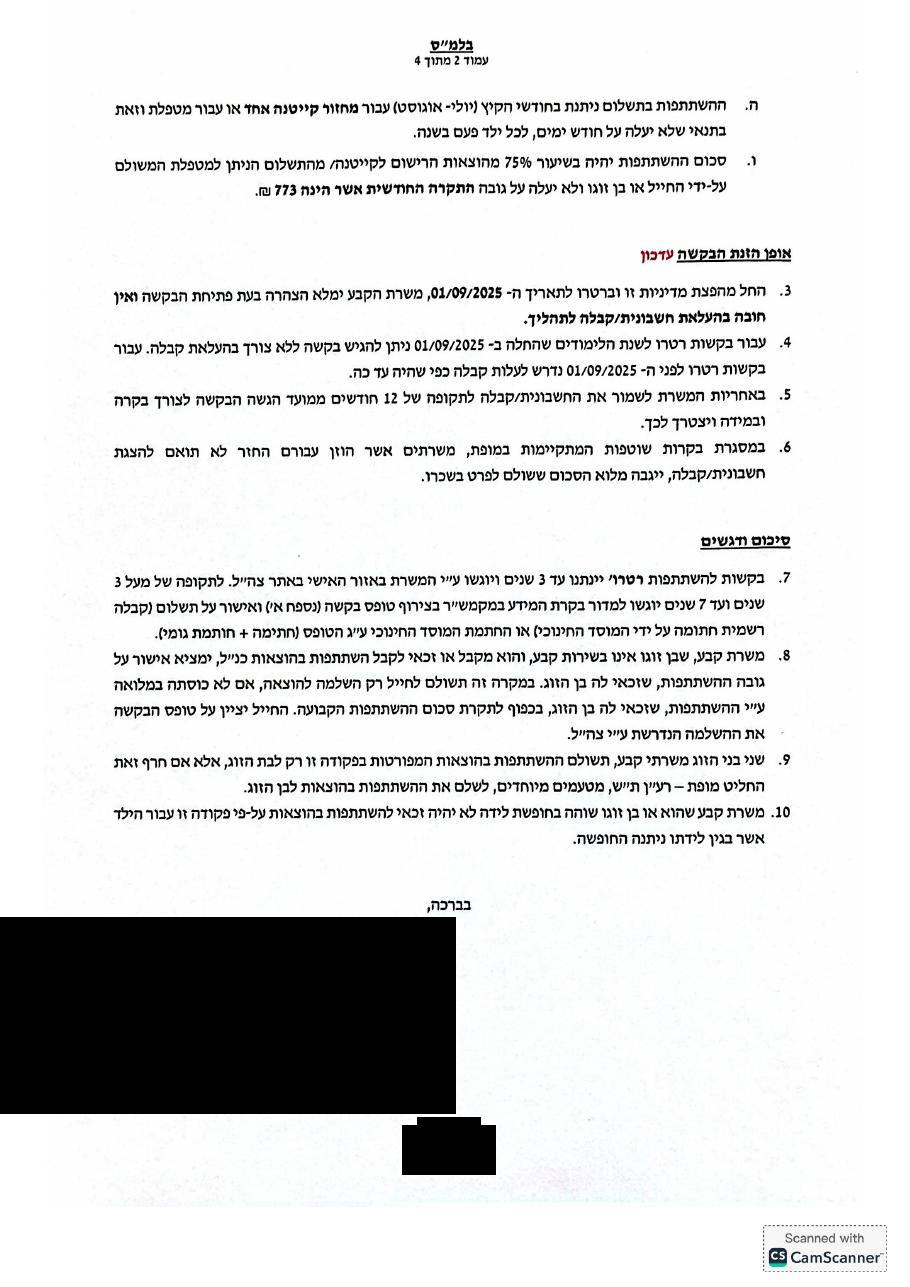 בלמ"ס
עמוד 2 מתוך 4
ה. ההשתתפות בתשלום ניתנת בחודשי הקיץ (יולי- אוגוסט) עבור מחזור קייטנה אחד או עבור מטפלת וזאת
בתנאי שלא יעלה על חודש ימים, לכל ילד פעם בשנה.
ו. סכום ההשתתפות יהיה בשיעור 75% מהוצאות הרישום לקייטנה/ מהתשלום הניתן למטפלת המשולם
על-ידי החייל או בן זוגו ולא יעלה על גובה התקרה החודשית אשר הינה 773 ₪.
אופן הזנת הבקשה עדכון
3. החל מהפצת מדיניות זו וברטרו לתאריך ה- 01/09/2025, משרת הקבע ימלא הצהרה בעת פתיחת הבקשה ואין
חובה בהעלאת חשבונית/קבלה לתהליך.
4. עבור בקשות רטרו לשנת הלימודים שהחלה ב- 01/09/2025 ניתן להגיש בקשה ללא צורך בהעלאת קבלה. עבור
בקשות רטרו לפני ה- 01/09/2025 נדרש לעלות קבלה כפי שהיה עד כה.
5. באחריות המשרת לשמור את החשבונית/קבלה לתקופה של 12 חודשים ממועד הגשה הבקשה לצורך בקרה
ובמידה ויצטרך לכך.
6. במסגרת בקרות שוטפות המתקיימות במופת, משרתים אשר הוזן עבורם החזר לא תואם להצגת
חשבונית/קבלה, ייגבה מלוא הסכום ששולם לפרט בשכרו.
סיכום ודגשים
7. בקשות להשתתפות רטרו' יינתנו עד 3 שנים ויוגשו ע"י המשרת באזור האישי באתר צה"ל. לתקופה של מעל 3
שנים ועד 7 שנים יוגשו למדור בקרת המידע במקמש"ר בצירוף טופס בקשה (נספח א') ואישור על תשלום (קבלה
רשמית חתומה על ידי המוסד החינוכי) או החתמת המוסד החינוכי ע"ג הטופס (חתימה + חותמת גומי).
8. משרת קבע, שבן זוגו אינו בשירות קבע, והוא מקבל או זכאי לקבל השתתפות בהוצאות כנ"ל, ימציא אישור על
גובה ההשתתפות, שזכאי לה בן הזוג. במקרה זה תשולם לחייל רק השלמה להוצאה, אם לא כוסתה במלואה
ע"י ההשתתפות, שזכאי לה בן הזוג, בכפוף לתקרת סכום ההשתתפות הקבועה. החייל יציין על טופס הבקשה
את ההשלמה הנדרשת ע"י צה"ל.
9. שני בני הזוג משרתי קבע, תשולם ההשתתפות בהוצאות המפורטות בפקודה זו רק לבת הזוג, אלא אם חרף זאת
החליט מופת – רע"ן ת"ש, מטעמים מיוחדים, לשלם את ההשתתפות בהוצאות לבן הזוג.
10. משרת קבע שהוא או בן זוגו שוהה בחופשת לידה לא יהיה זכאי להשתתפות בהוצאות על-פי פקודה זו עבור הילד
אשר בגין לידתו ניתנה החופשה.
בברכה,
Scanned with
CS CamScanner